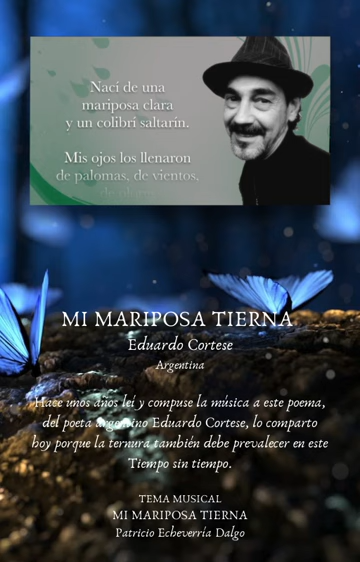 Nací de una
mariposa clara
y un colibrí saltarín.
Mis ojos los llenaron
de palomas, de vientos,
MI MARIPOSA TIERNA
Eduardo Cortese
Argentina
Hace unos años leí y compuse la música a este poema,
del poeta argentino Eduardo Cortese, lo comparto
hoy porque la ternura también debe prevalecer en este
Tiempo sin tiempo.
TEMA MUSICAL
MI MARIPOSA TIERNA
Patricio Echeverría Dalgo